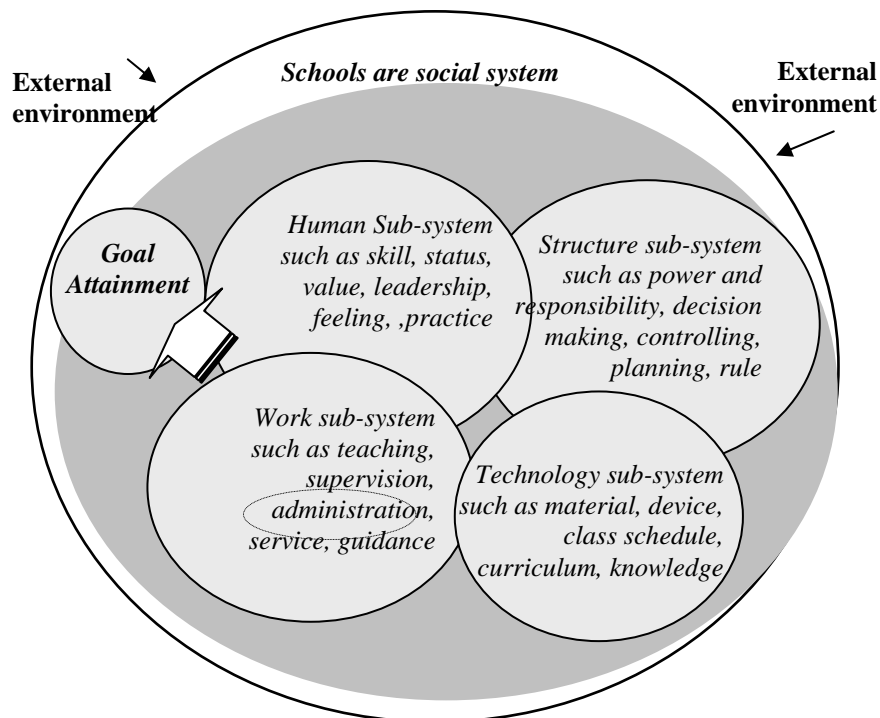 Schools are social system
External
environment
External
environment
Goal
Attainment
Human Sub-system
such as skill, status,
value, leadership,
feeling, ,practice
Structure sub-system
such as power and
responsibility, decision
making, controlling,
planning, rule
Work sub-system
such as teaching,
supervision,
administration,
service, guidance
Technology sub-system
such as material, device,
class schedule,
curriculum, knowledge